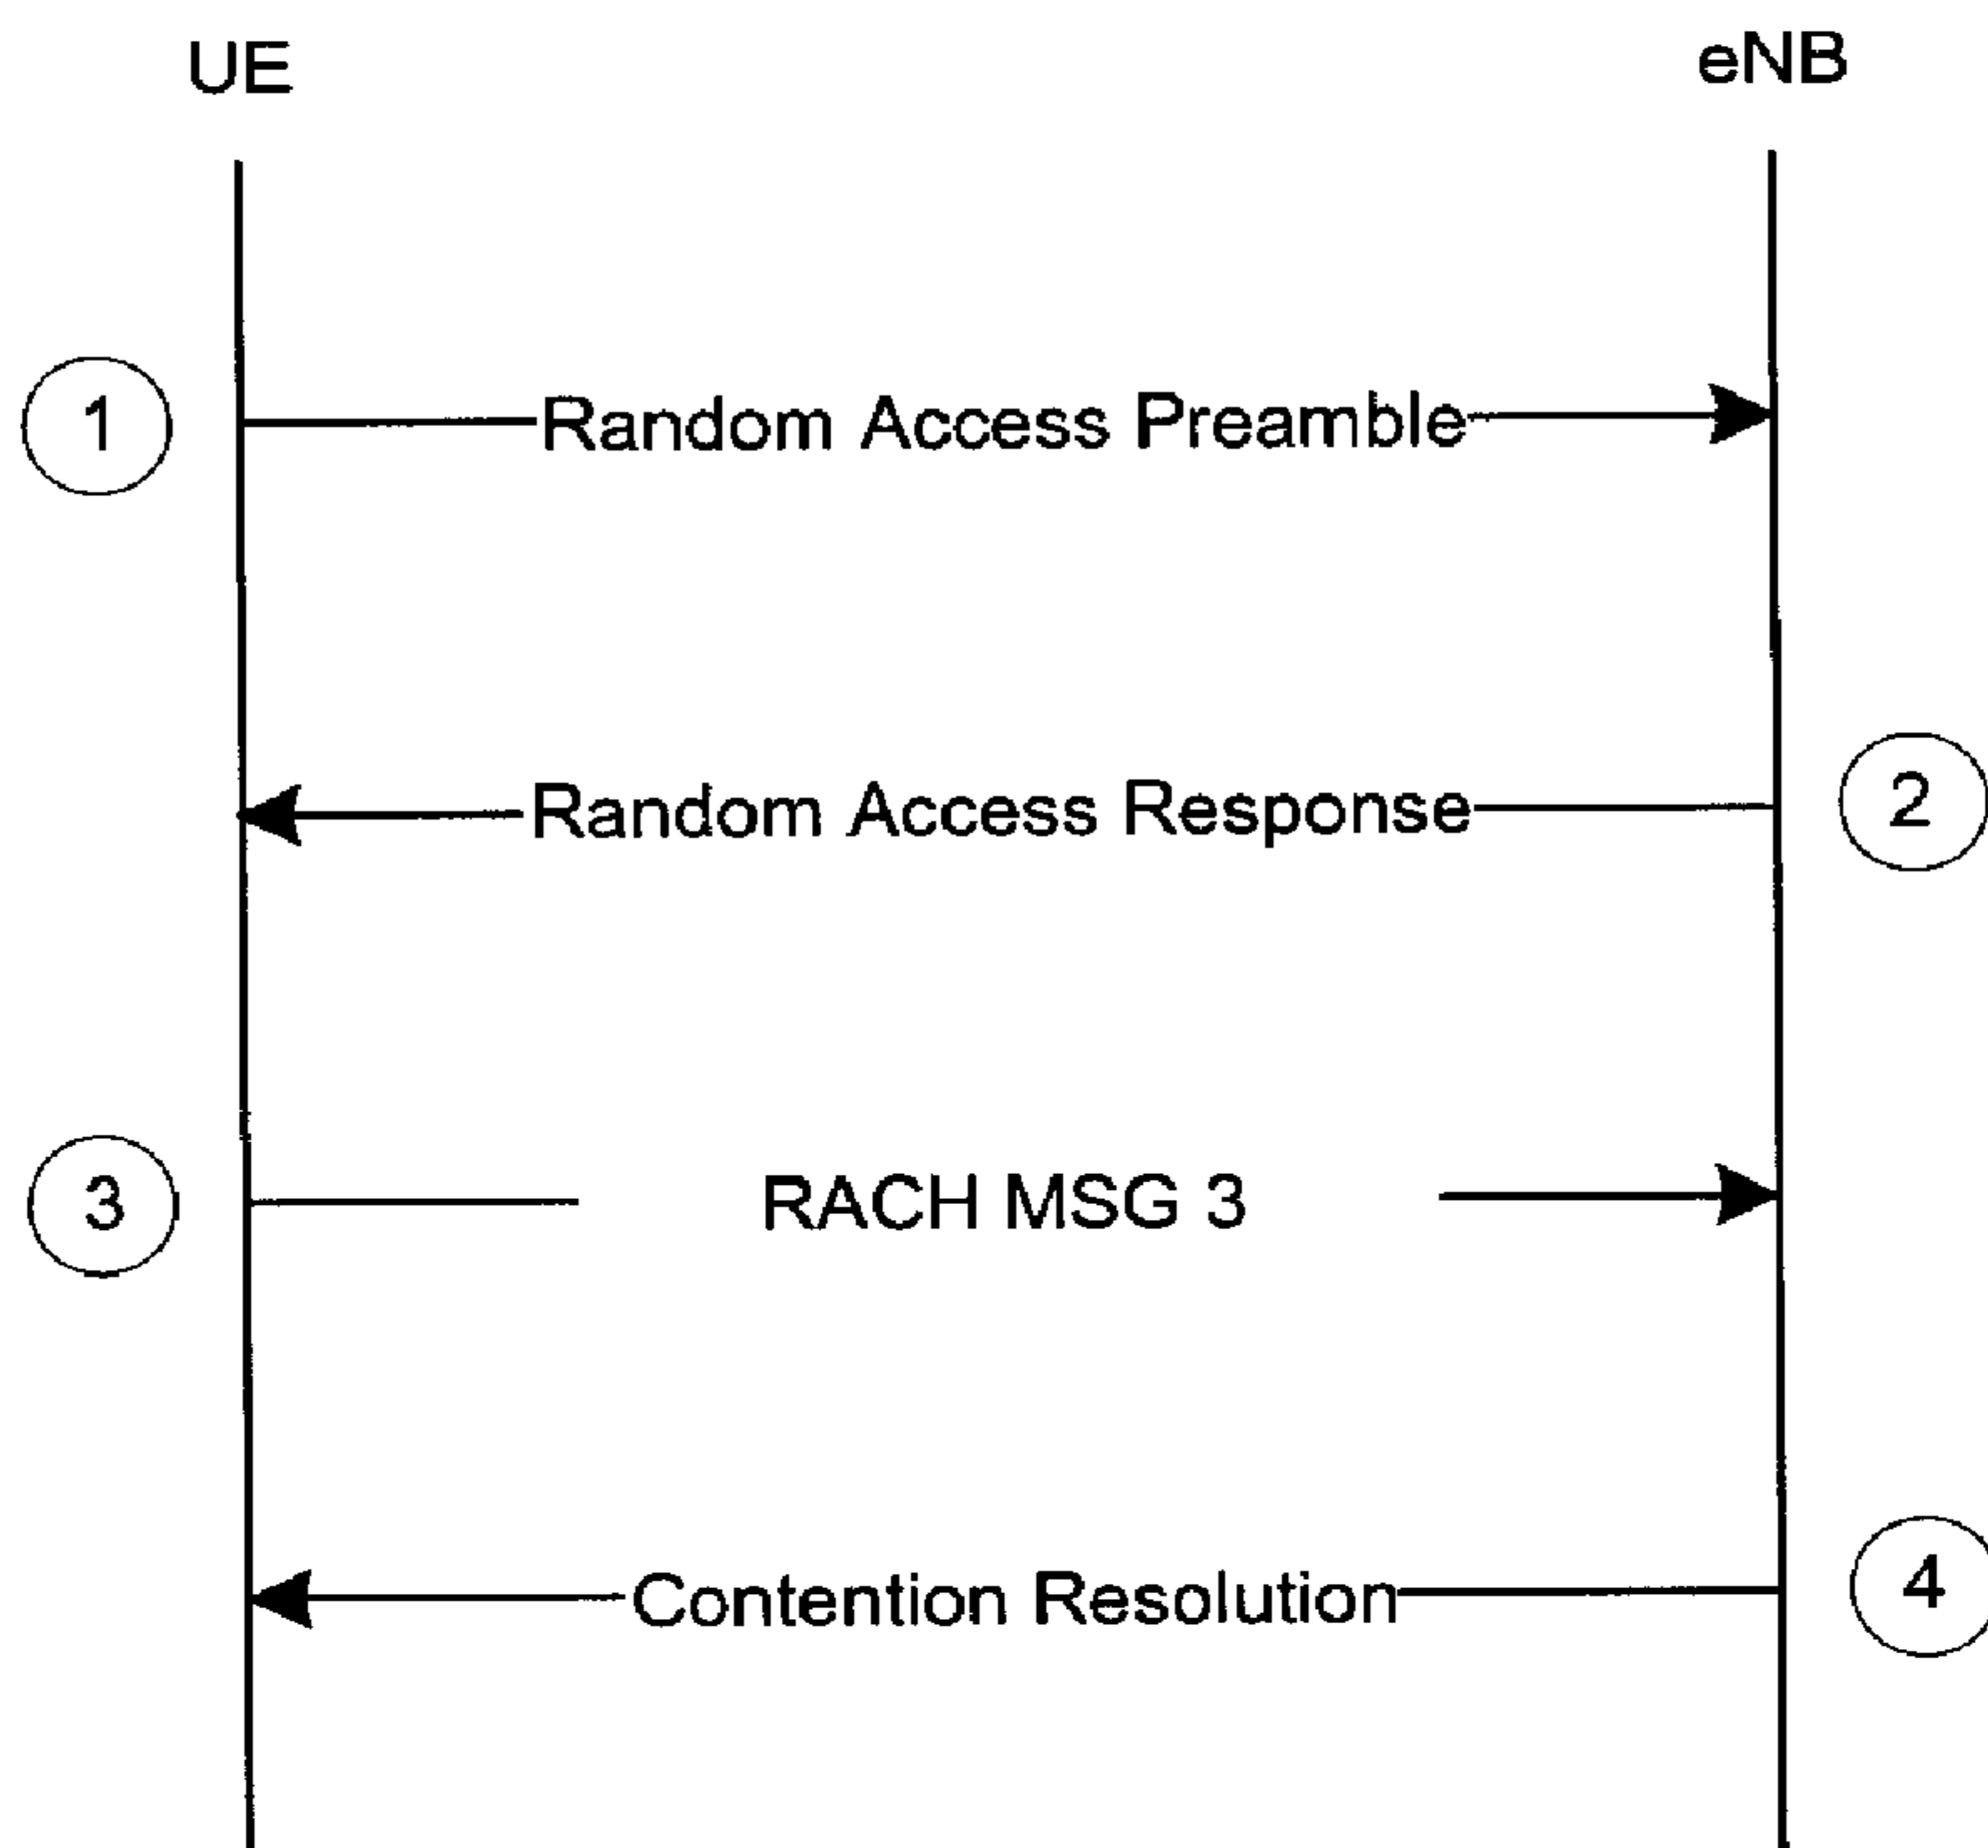 UE
eNB
1
Random Access Preamble
Random Access Response
2
3
RACH MSG 3
Contention Resolution
4